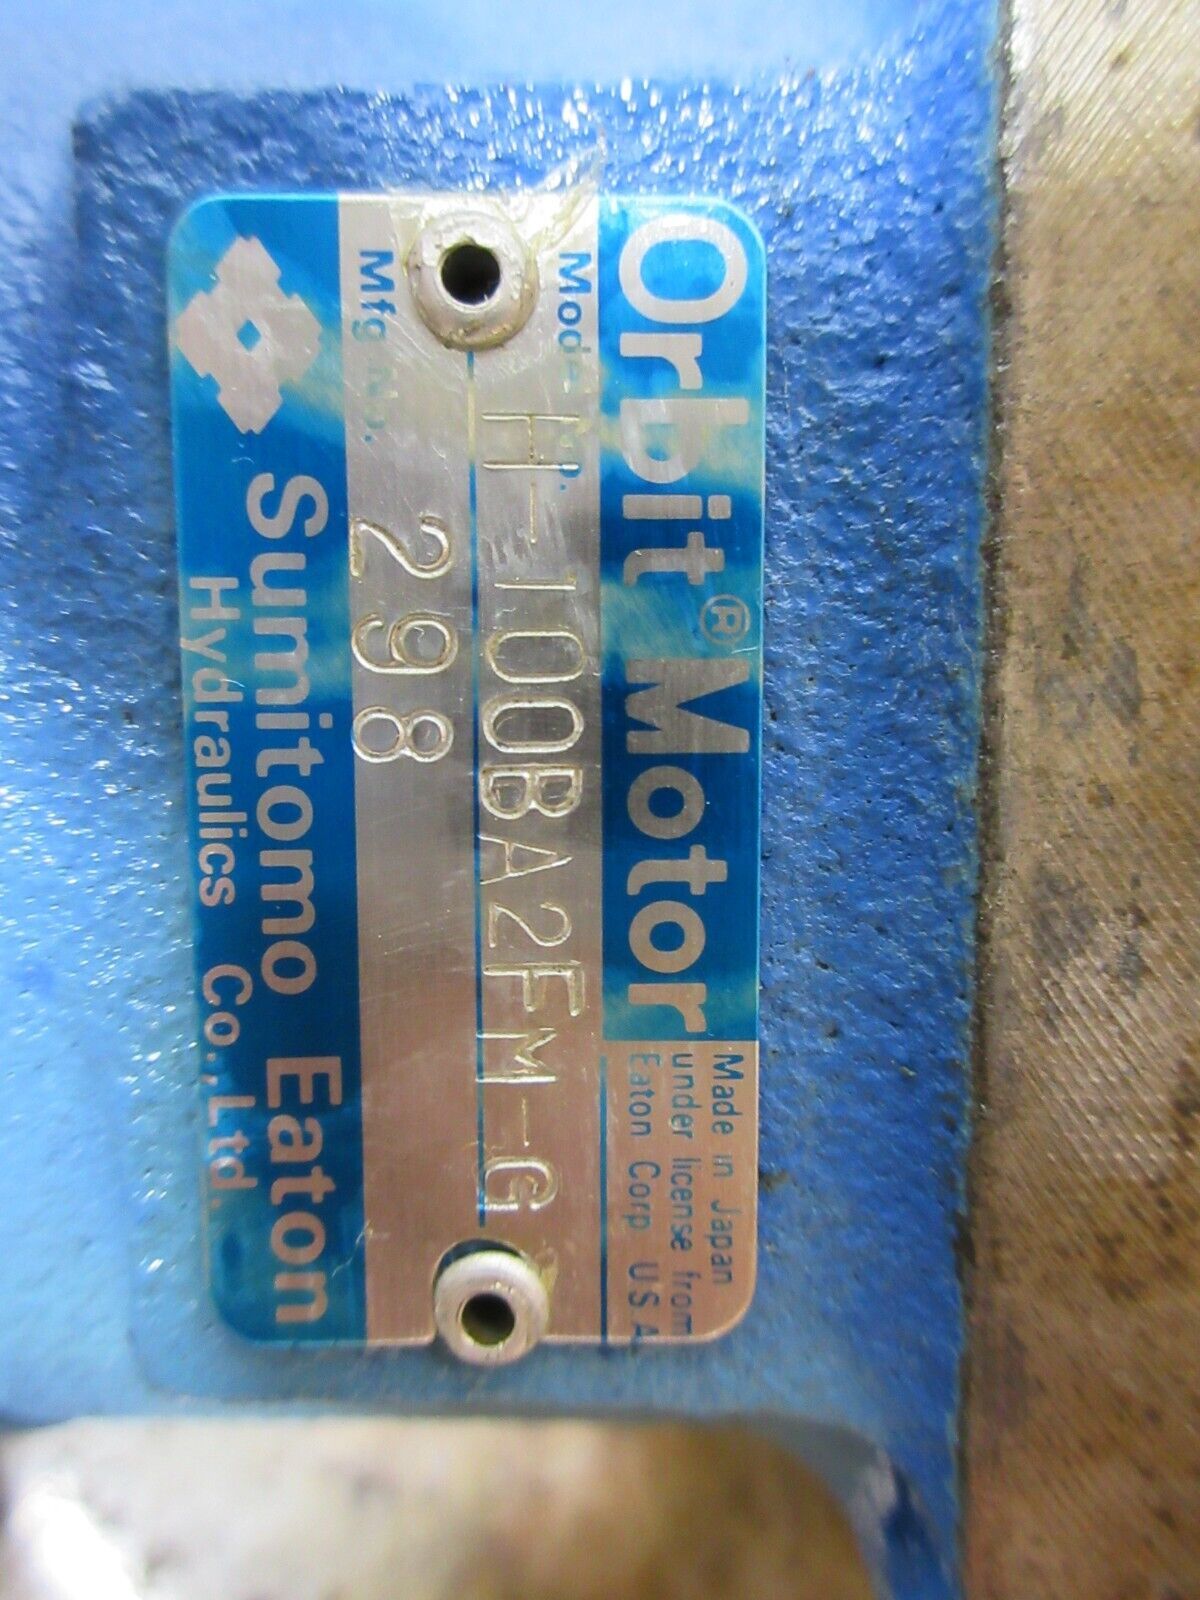 Orbit® Motor
Made in Japan
under license from
Eaton Corp U.S.A.
Model No.
H-100BA2FM-G
Mfg. No.
298
Sumitomo Eaton
Hydraulics Co., Ltd.